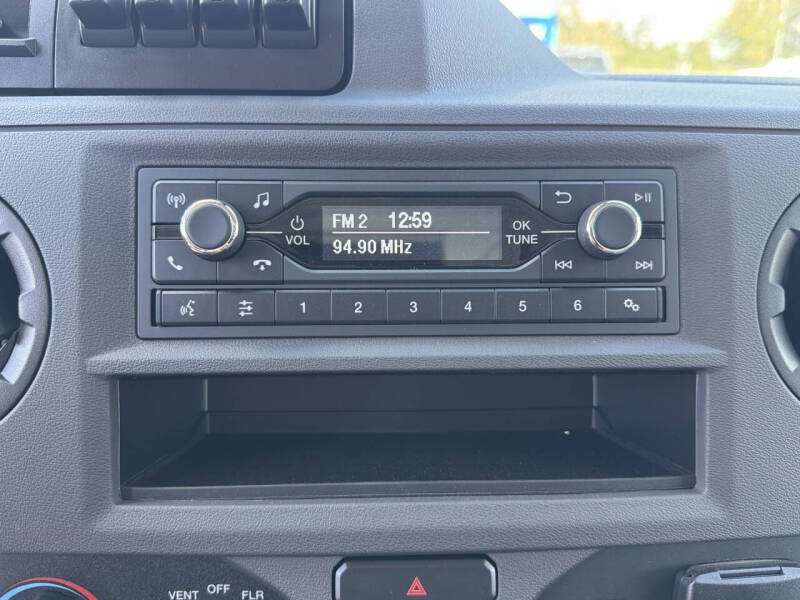 FM 2 12:59
94.90 MHz
VOL
OK
TUNE
1 2 3 4 5 6
VENT OFF FLR